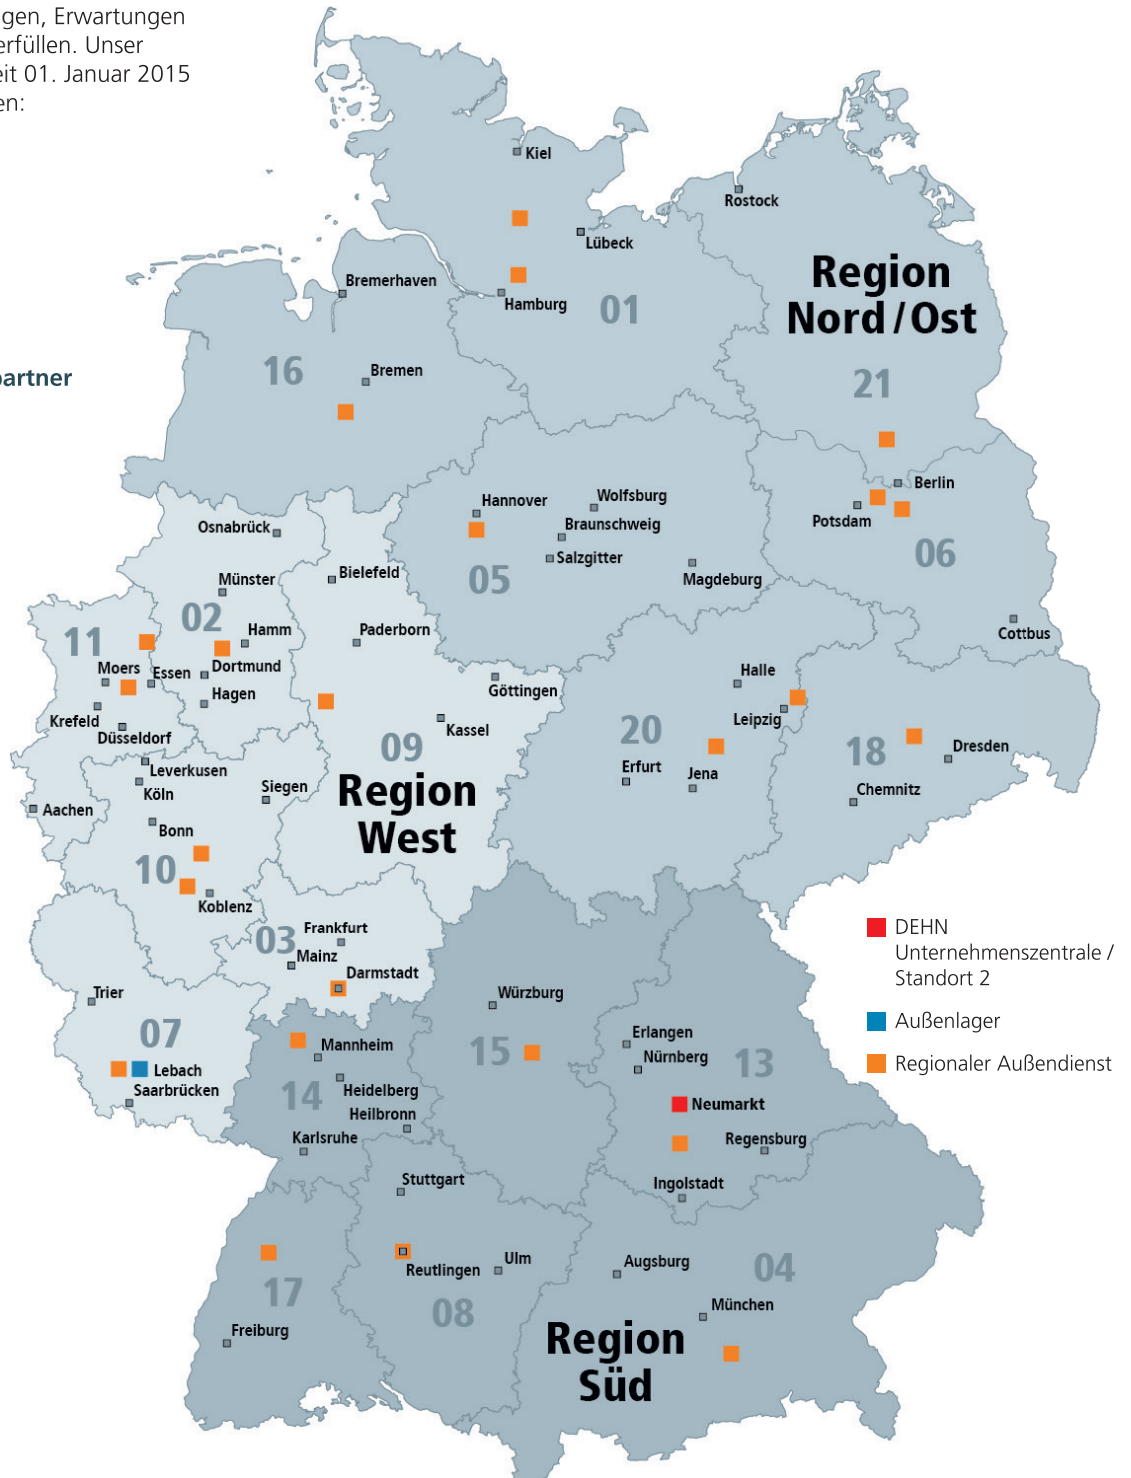 gen, Erwartungen
erfüllen. Unser
eit 01. Januar 2015
en:
partner
Kiel
Rostock
Lübeck
Region
Nord/Ost
Bremerhaven
Hamburg
01
16
Bremen
21
Berlin
Hannover
Wolfsburg
Potsdam
Braunschweig
Osnabrück
06
Salzgitter
05
Magdeburg
Bielefeld
Münster
02
Cottbus
11
Hamm
Paderborn
Moers
Essen
Dortmund
Halle
Göttingen
Hagen
Krefeld
Leipzig
Düsseldorf
Kassel
20
09
18
Dresden
Leverkusen
Erfurt
Jena
Siegen
Köln
Region
West
Chemnitz
Aachen
Bonn
10
Koblenz
Frankfurt
03
Mainz
Darmstadt
DEHN
Unternehmenszentrale /
Standort 2
Außenlager
Regionaler Außendienst
Trier
Würzburg
07
Erlangen
Mannheim
15
Nürnberg
13
Lebach
Saarbrücken
Heidelberg
14
Neumarkt
Heilbronn
Karlsruhe
Regensburg
Stuttgart
Ingolstadt
Ulm
Augsburg
04
Reutlingen
17
08
München
Freiburg
Region
Süd